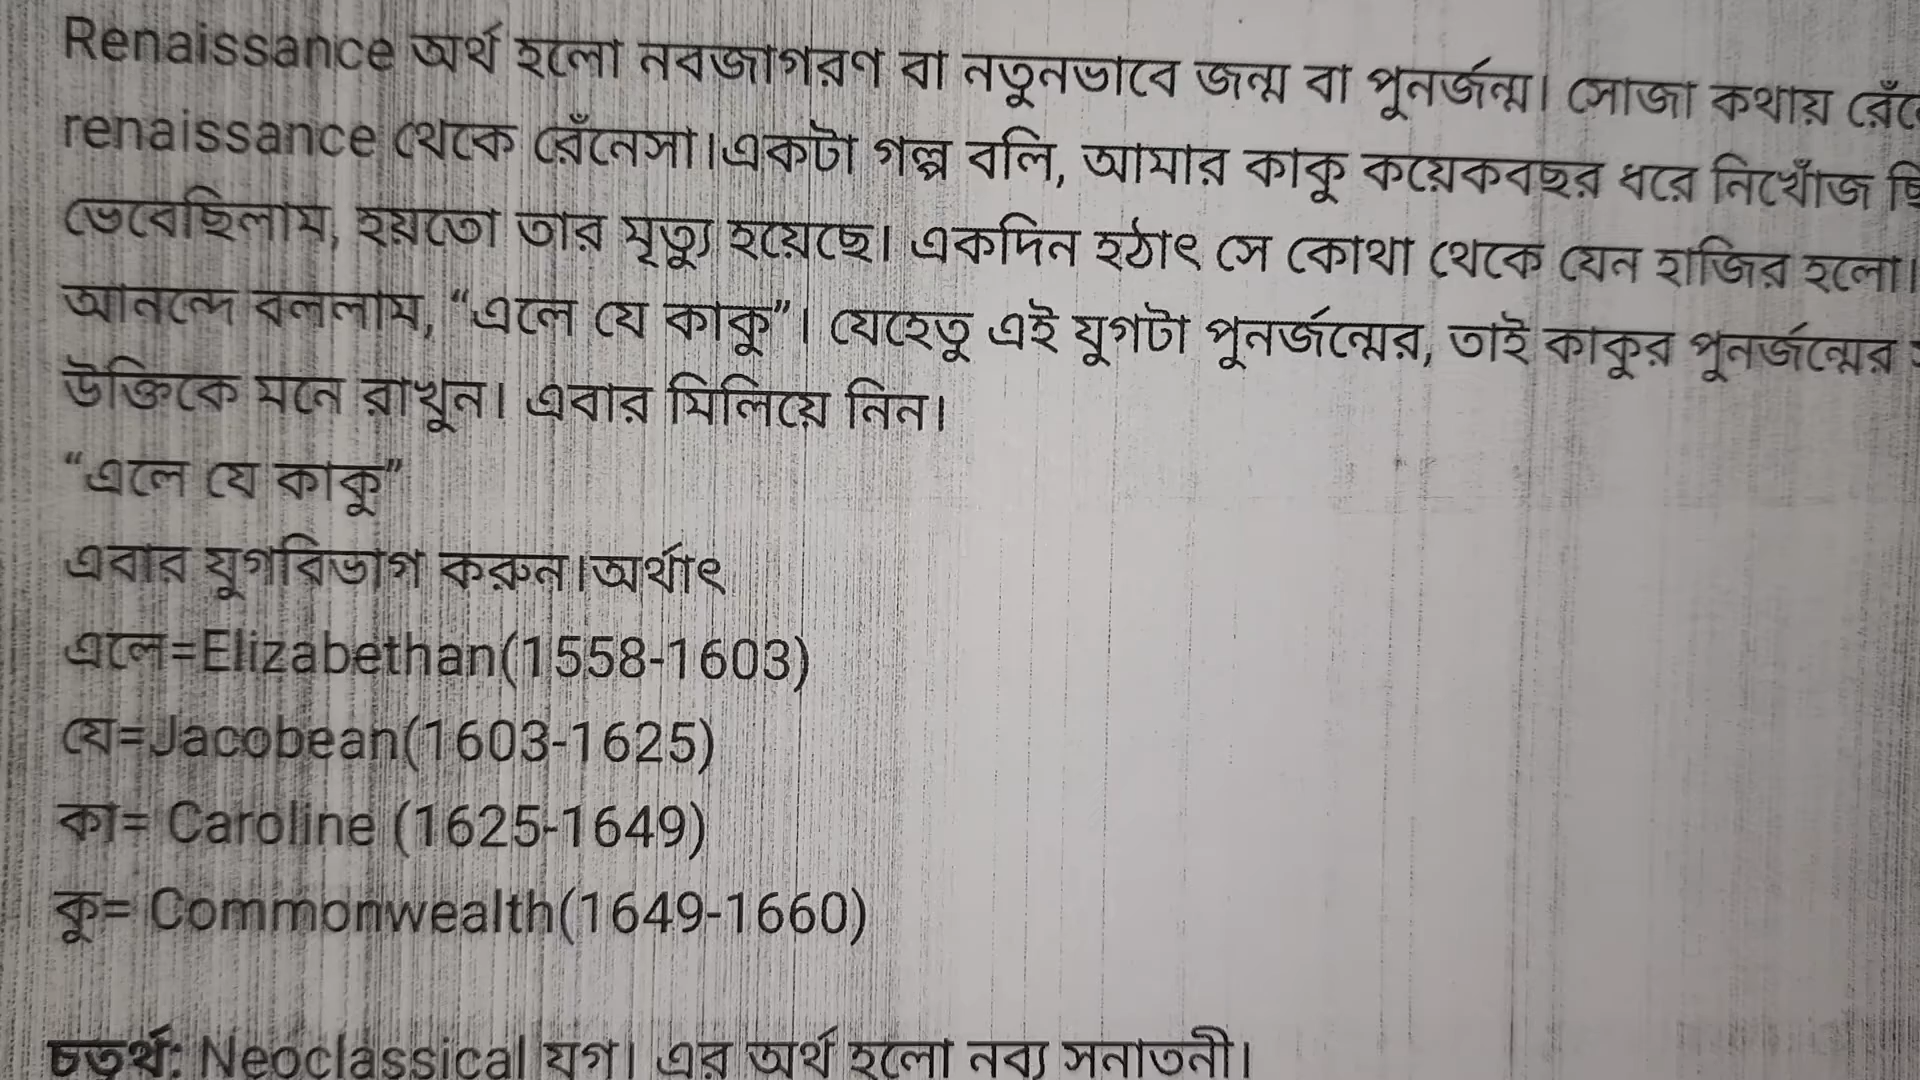 Renaissance অর্থ হলো নবজাগরণ বা নতুনভাবে জন্ম বা পুনর্জন্ম। সোজা কথায়
renaissance থেকে রেঁনেসা।একটা গল্প বলি, আমার কাকু কয়েকবছর ধরে নিখোঁজ
ভেবেছিলাম, হয়তো তার মৃত্যু হয়েছে। একদিন হঠাৎ সে কোথা থেকে যেন হাজির হলো।
আনন্দে বললাম, “এলে যে কাকু”। যেহেতু এই যুগটা পুনর্জন্মের, তাই কাকুর পুনর্জন্মের
উক্তিকে মনে রাখুন। এবার মিলিয়ে নিন।
“এলে যে কাকু”
এবার যুগবিভাগ করুন।অর্থাৎ
এলে=Elizabethan(1558-1603)
যে=Jacobean(1603-1625)
কা= Caroline (1625-1649)
কু= Commonwealth(1649-1660)
চতুর্থ: Neoclassical যুগ। এর অর্থ হলো নব্য সনাতনী।